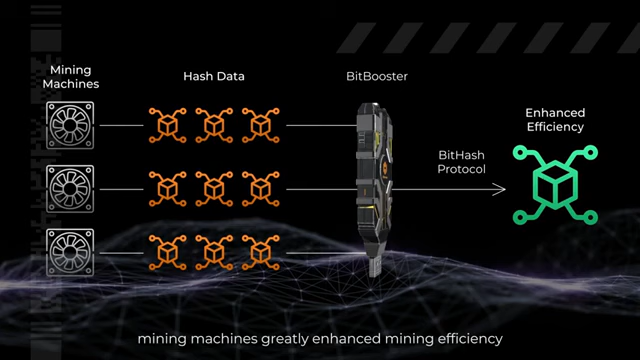 Mining
Machines
Hash Data
BitBooster
Enhanced
Efficiency
BitHash
Protocol
mining machines greatly enhanced mining efficiency